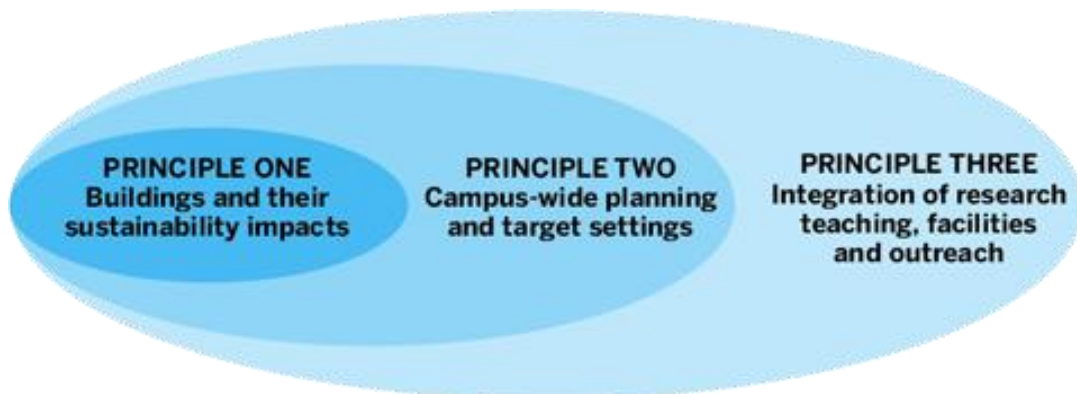 PRINCIPLE ONE
Buildings and their
sustainability impacts
PRINCIPLE TWO
Campus-wide planning
and target settings
PRINCIPLE THREE
Integration of research
teaching, facilities
and outreach